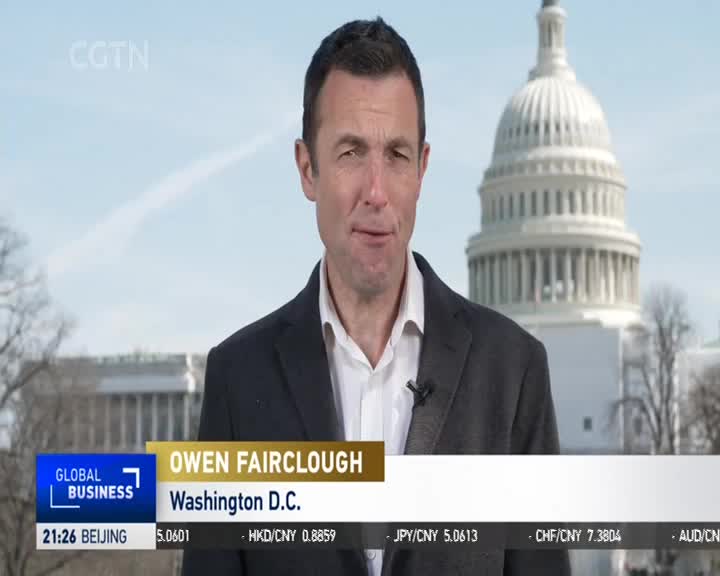 CGTN
OWEN FAIRCLOUGH
GLOBAL
BUSINESS
Washington D.C.
21:26 BEIJING
5.0601 - HKD/CNY 0.8859 - JPY/CNY 5.0613 - CHF/CNY 7.3804 - AUD/CN